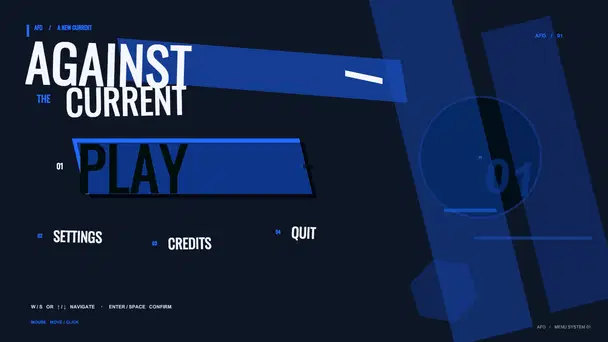 AFO / A NEW CURRENT
AFO / 01
AGAINST
THE CURRENT
01 PLAY
01
02 SETTINGS
03 CREDITS
04 QUIT
W/S OR ↑/↓ NAVIGATE · ENTER/SPACE CONFIRM
MOUSE MOVE/CLICK
AFO / MENU SYSTEM 01